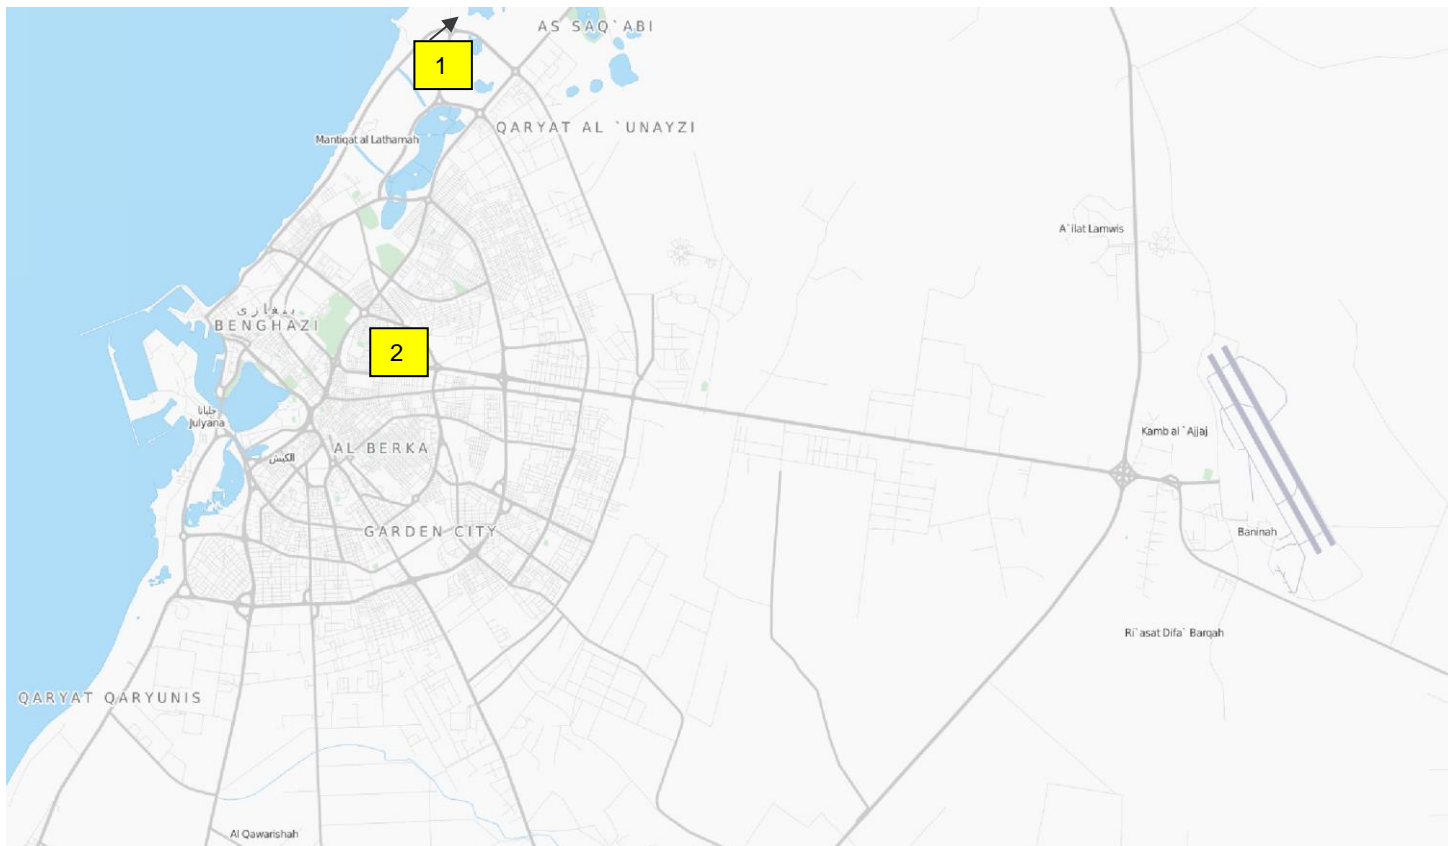 AS SAQ`ABI
1
QARYAT AL `UNAYZI
Mantiqat al Lathamah
A`ilat Lamwis
بنغازي
BENGHAZI
2
جليانا
Julyana
Kamb al `Ajjaj
AL BERKA
الكيش
GARDEN CITY
Baninah
Ri`asat Difa` Barqah
QARYAT QARYUNIS
Al Qawarishah